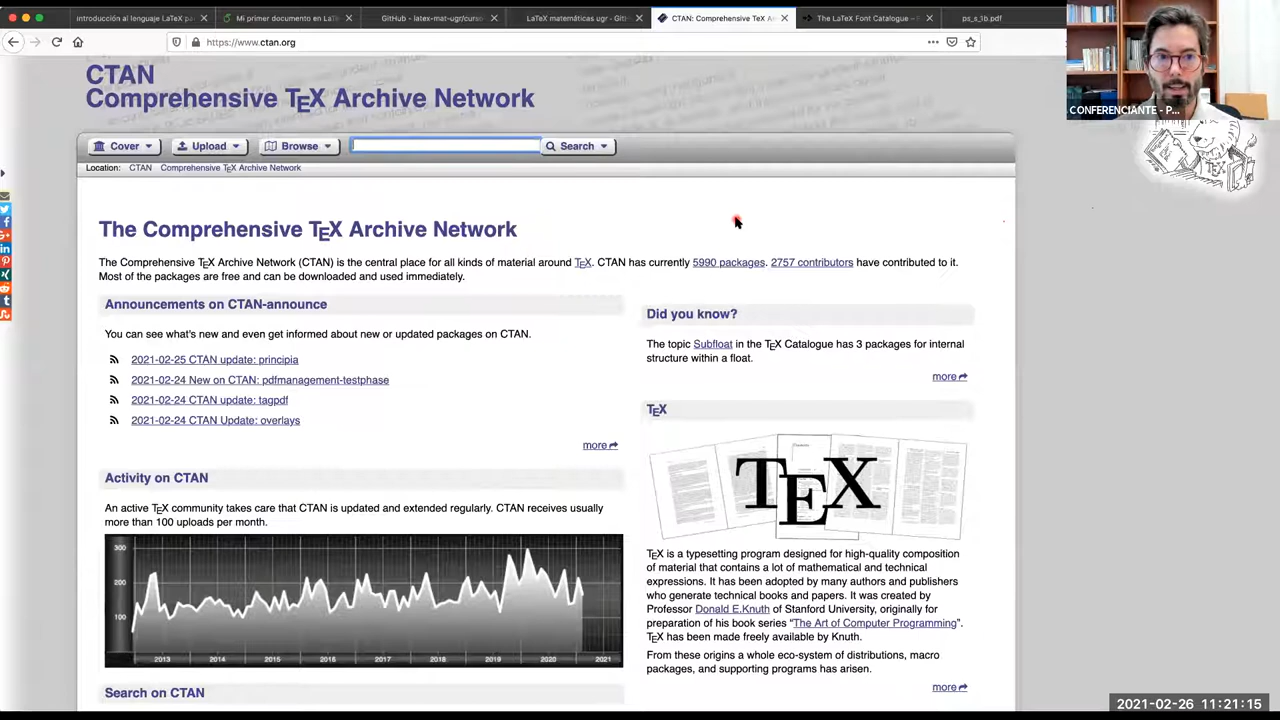 introducción al lenguaje LaTeX pa
Mi primer documento en LaT
GitHub - latex-mat-ugr/curso
LaTeX matemáticas ugr - GitH
CTAN: Comprehensive TeX A
The LaTeX Font Catalogue –
ps_s_1b.pdf
https://www.ctan.org
CONFERENCIANTE - P...
CTAN
Comprehensive TEX Archive Network
Cover
Upload
Browse
Search
Location: CTAN Comprehensive TEX Archive Network
The Comprehensive TEX Archive Network
The Comprehensive TEX Archive Network (CTAN) is the central place for all kinds of material around TEX. CTAN has currently 5990 packages. 2757 contributors have contributed to it.
Most of the packages are free and can be downloaded and used immediately.
Announcements on CTAN-announce
You can see what's new and even get informed about new or updated packages on CTAN.
2021-02-25 CTAN update: principia
2021-02-24 New on CTAN: pdfmanagement-testphase
2021-02-24 CTAN update: tagpdf
2021-02-24 CTAN Update: overlays
more
Activity on CTAN
An active TEX community takes care that CTAN is updated and extended regularly. CTAN receives usually
more than 100 uploads per month.
300
200
100
2013 2014 2015 2016 2017 2018 2019 2020 2021
Search on CTAN
Did you know?
The topic Subfloat in the TEX Catalogue has 3 packages for internal
structure within a float.
more
TEX
TEX
TEX is a typesetting program designed for high-quality composition
of material that contains a lot of mathematical and technical
expressions. It has been adopted by many authors and publishers
who generate technical books and papers. It was created by
Professor Donald E.Knuth of Stanford University, originally for
preparation of his book series “The Art of Computer Programming”.
TEX has been made freely available by Knuth.
From these origins a whole eco-system of distributions, macro
packages, and supporting programs has arisen.
more
2021-02-26 11:21:15